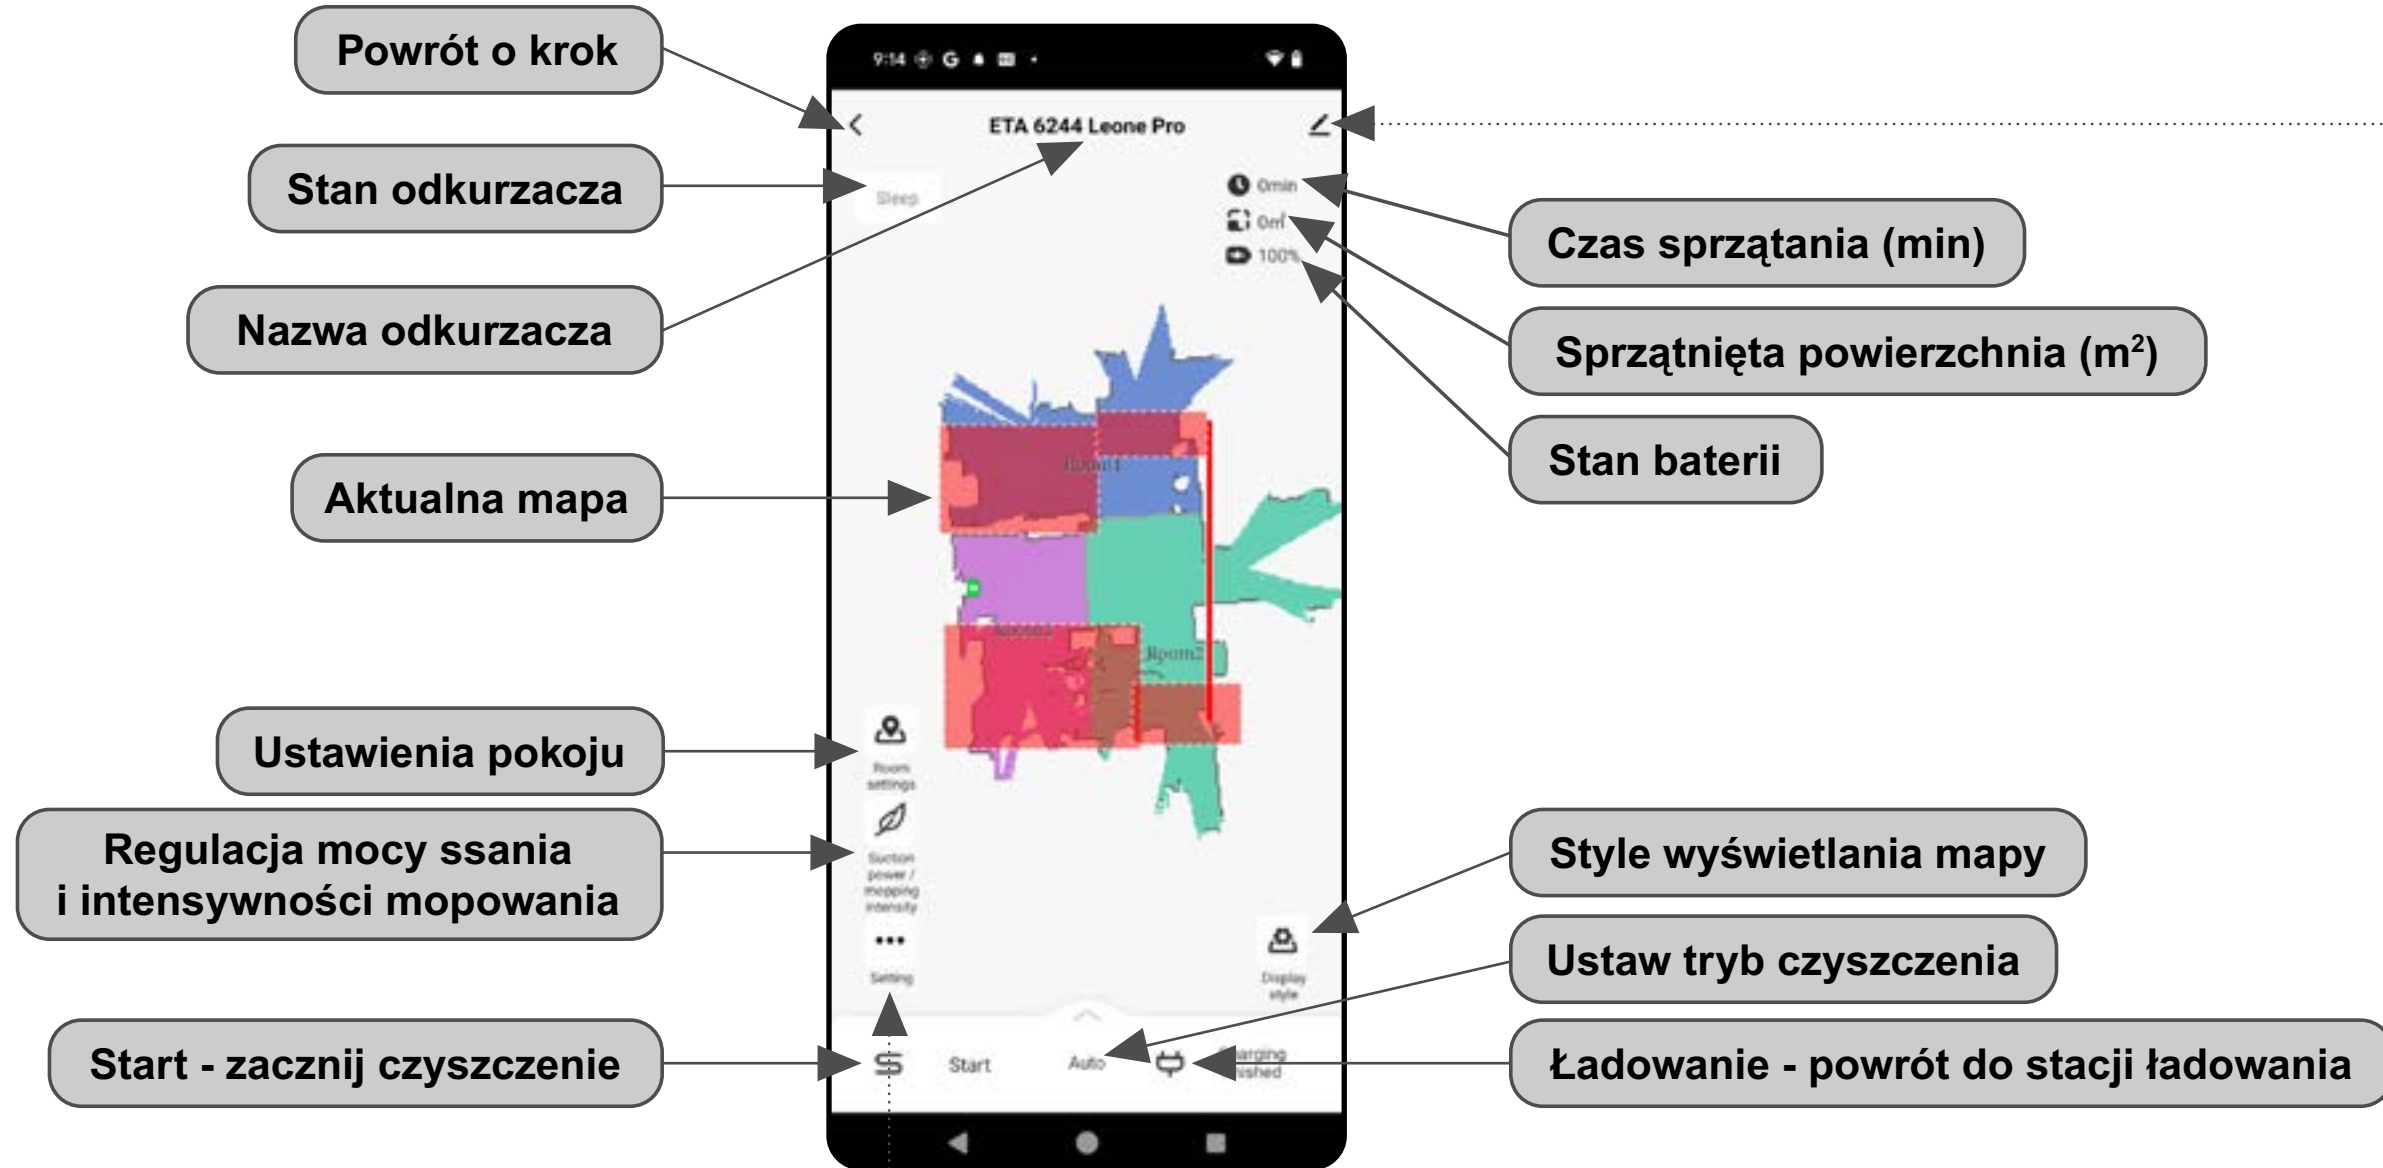 Powrót o krok
Stan odkurzacza
Nazwa odkurzacza
Aktualna mapa
Ustawienia pokoju
Regulacja mocy ssania
i intensywności mopowania
Start - zacznij czyszczenie
9:14
ETA 6244 Leone Pro
Sleep
0min
0m²
100%
Room1
Room2
Room
settings
Suction
power /
mopping
intensity
Setting
Display
style
Start
Auto
Czas sprzątania (min)
Sprzątnięta powierzchnia (m²)
Stan baterii
Style wyświetlania mapy
Ustaw tryb czyszczenia
Ładowanie - powrót do stacji ładowania